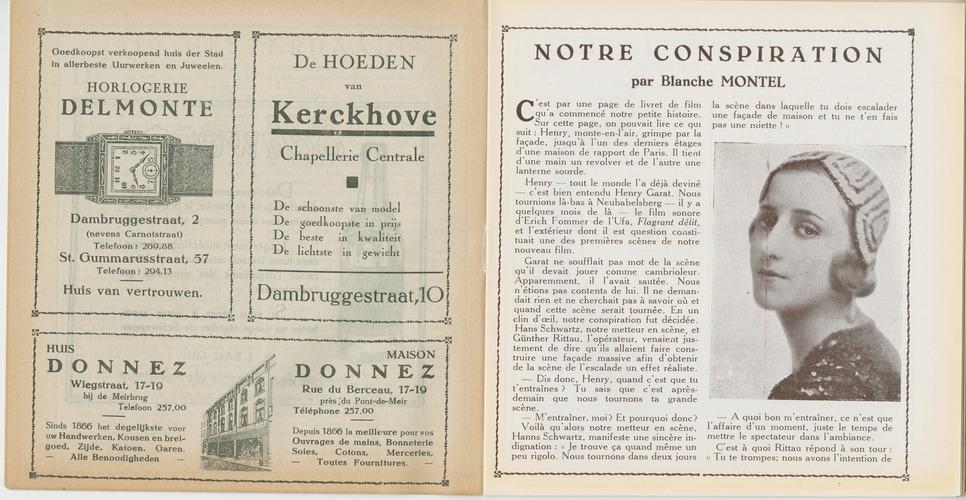 Goedkoopst verkoopend huis der Stad
in allerbeste Uurwerken en Juweelen.
HORLOGERIE
DELMONTE
Dambruggestraat, 2
(nevens Carnotstraat)
Telefoon: 260.88
St. Gummarusstraat, 57
Telefoon: 294.13
Huis van vertrouwen.
De HOEDEN
van
Kerckhove
Chapellerie Centrale
De schoonste van model
De goedkoopste in prijs
De beste in kwaliteit
De lichtste in gewicht
Dambruggestraat, 10
HUIS
DONNEZ
Wiegstraat, 17-19
bij de Meirbrug
Telefoon 257.00
Sinds 1866 het degelijkste voor
uw Handwerken, Kousen en brei-
goed, Zijde, Katoen. Garen.
— Alle Benoodigheden —
MAISON
DONNEZ
Rue du Berceau, 17-19
près du Pont-de-Meir
Téléphone 257.00
Depuis 1866 la meilleure pour vos
Ouvrages de mains, Bonneterie
Soies, Cotons, Merceries,
— Toutes Fournitures. —
NOTRE CONSPIRATION
par Blanche MONTEL
C'est par une page de livret de film
qu'a commencé notre petite histoire.
Sur cette page, on pouvait lire ce qui
suit : Henry, monte-en-l'air, grimpe par la
façade, jusqu'à l'un des derniers étages
d'une maison de rapport de Paris. Il tient
d'une main un revolver et de l'autre une
lanterne sourde.
Henry — tout le monde l'a déjà deviné
— c'est bien entendu Henry Garat. Nous
tournions là-bas à Neubabelsberg — il y a
quelques mois de là — le film sonore
d'Erich Pommer de l'Ufa, Flagrant délit,
et l'extérieur dont il est question consti-
tuait une des premières scènes de notre
nouveau film.
Garat ne soufflait pas mot de la scène
qu'il devait jouer comme cambrioleur.
Apparemment, il l'avait sautée. Nous
n'étions pas contents de lui. Il ne deman-
dait rien et ne cherchait pas à savoir où et
quand cette scène serait tournée. En un
clin d'œil, notre conspiration fut décidée.
Hans Schwartz, notre metteur en scène, et
Günther Rittau, l'opérateur, venaient jus-
tement de dire qu'ils allaient faire cons-
truire une façade massive afin d'obtenir
de la scène de l'escalade un effet réaliste.
— Dis donc, Henry, quand c'est que tu
t'entraînes ? Tu sais que c'est après-
demain que nous tournons ta grande
scène.
— M'entraîner, moi? Et pourquoi donc?
Voilà qu'alors notre metteur en scène,
Hanns Schwartz, manifeste une sincère in-
dignation : « Je trouve ça quand même un
peu rigolo. Nous tournons dans deux jours
la scène dans laquelle tu dois escalader
une façade de maison et tu ne t'en fais
pas une miette ! »
— A quoi bon m'entraîner, ce n'est que
l'affaire d'un moment, juste le temps de
mettre le spectateur dans l'ambiance.
C'est à quoi Rittau répond à son tour :
« Tu te trompes; nous avons l'intention de